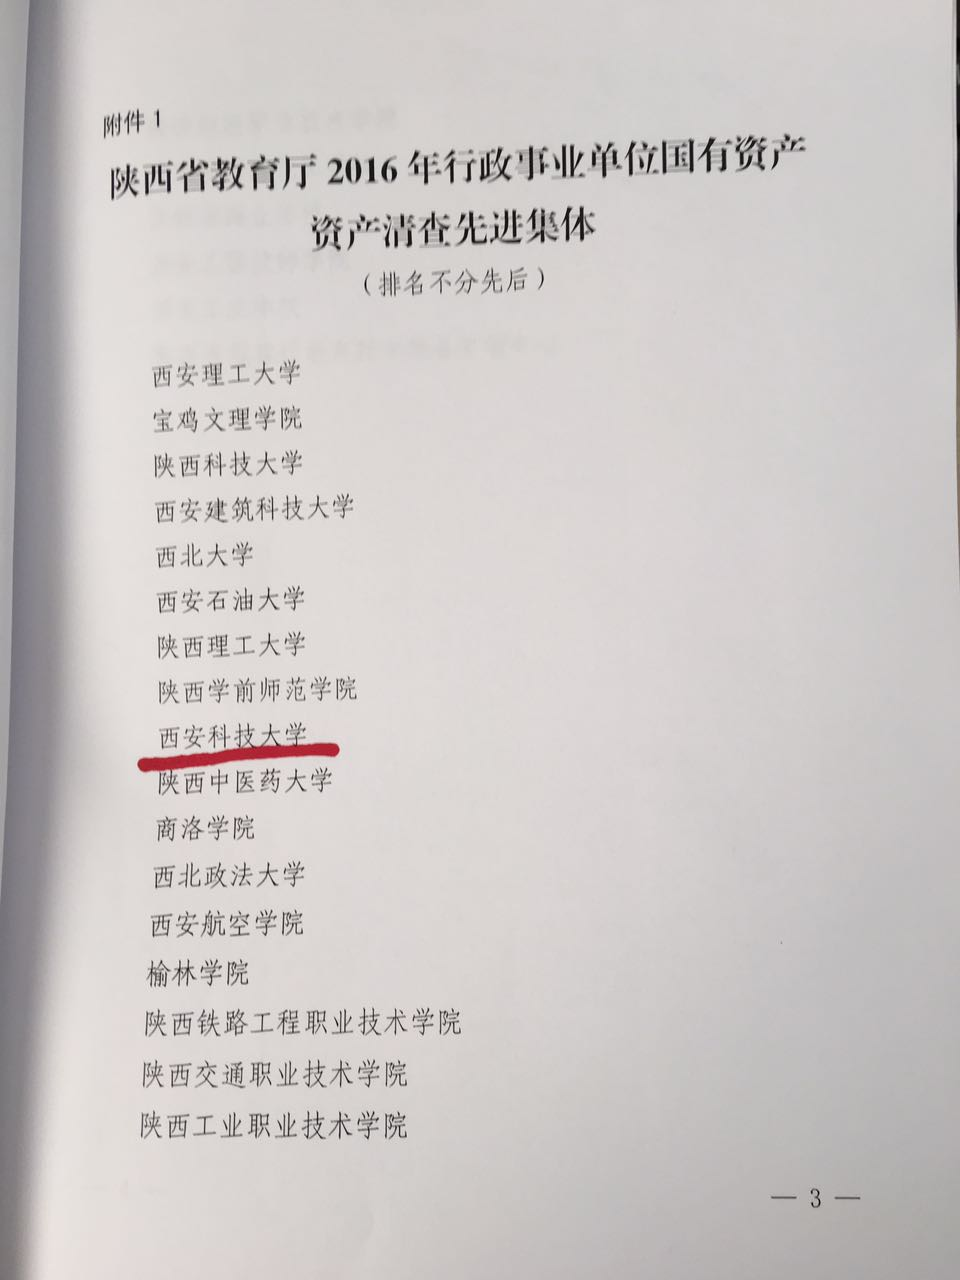 附件 1
陕西省教育厅 2016 年行政事业单位国有资产
资产清查先进集体
（排名不分先后）
西安理工大学
宝鸡文理学院
陕西科技大学
西安建筑科技大学
西北大学
西安石油大学
陕西理工大学
陕西学前师范学院
西安科技大学
陕西中医药大学
商洛学院
西北政法大学
西安航空学院
榆林学院
陕西铁路工程职业技术学院
陕西交通职业技术学院
陕西工业职业技术学院
— 3 —